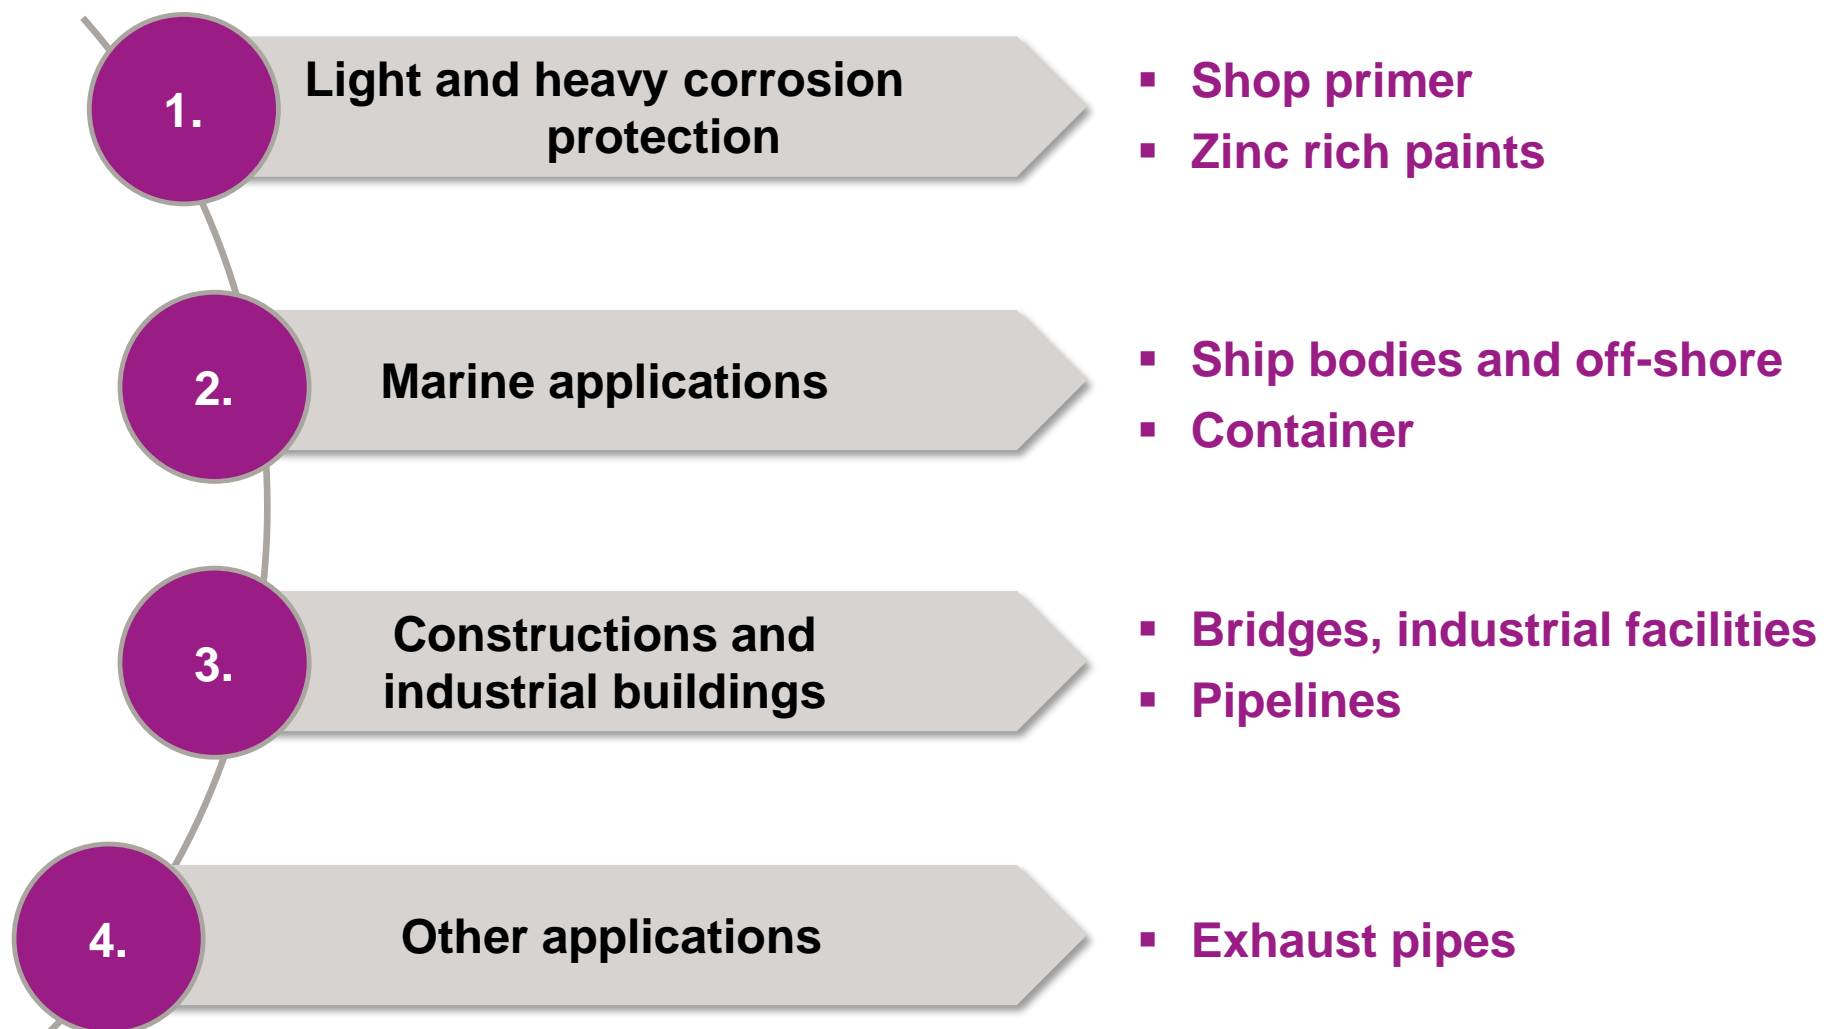 1.
Light and heavy corrosion
protection
▪ Shop primer
▪ Zinc rich paints
2.
Marine applications
▪ Ship bodies and off-shore
▪ Container
3.
Constructions and
industrial buildings
▪ Bridges, industrial facilities
▪ Pipelines
4.
Other applications
▪ Exhaust pipes